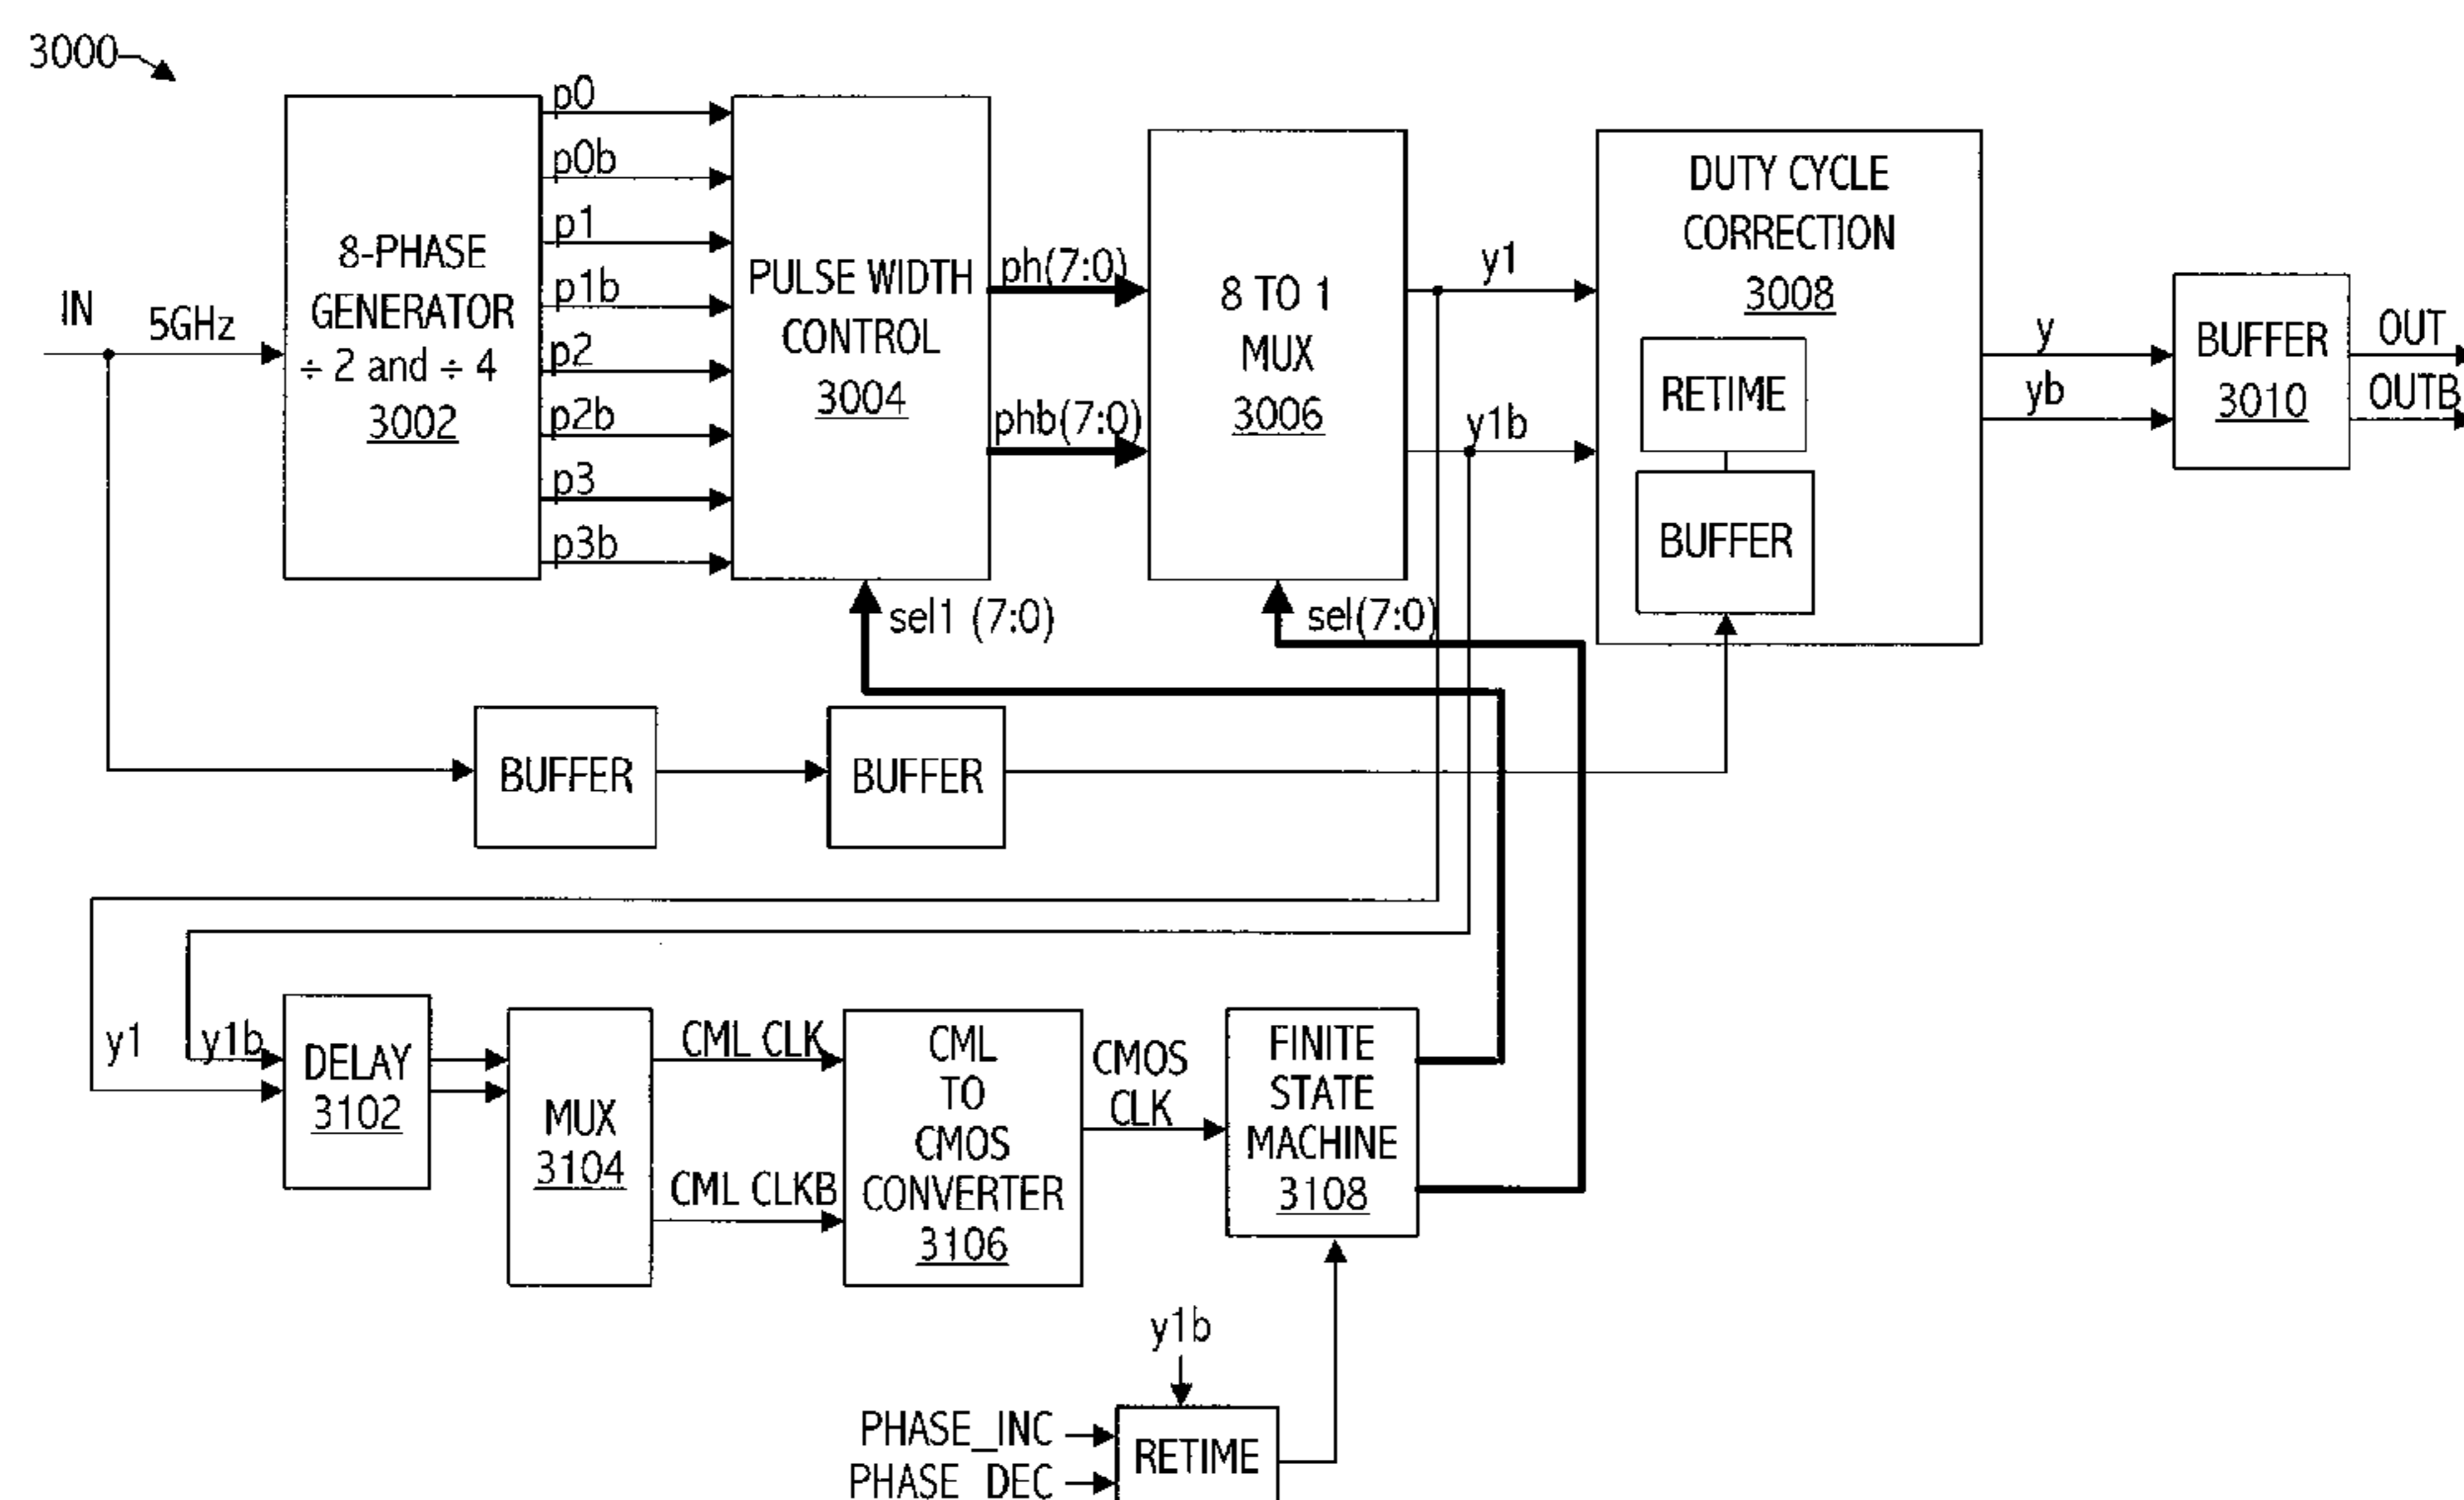 3000
IN
5GHz
8-PHASE
GENERATOR
÷ 2 and ÷ 4
3002
p0
p0b
p1
p1b
p2
p2b
p3
p3b
PULSE WIDTH
CONTROL
3004
ph(7:0)
phb(7:0)
8 TO 1
MUX
3006
y1
y1b
DUTY CYCLE
CORRECTION
3008
RETIME
BUFFER
y
yb
BUFFER
3010
OUT
OUTB
sel1 (7:0)
sel(7:0)
BUFFER
BUFFER
y1
y1b
DELAY
3102
MUX
3104
CML CLK
CML CLKB
CML
TO
CMOS
CONVERTER
3106
CMOS
CLK
FINITE
STATE
MACHINE
3108
y1b
PHASE_INC
PHASE_DEC
RETIME